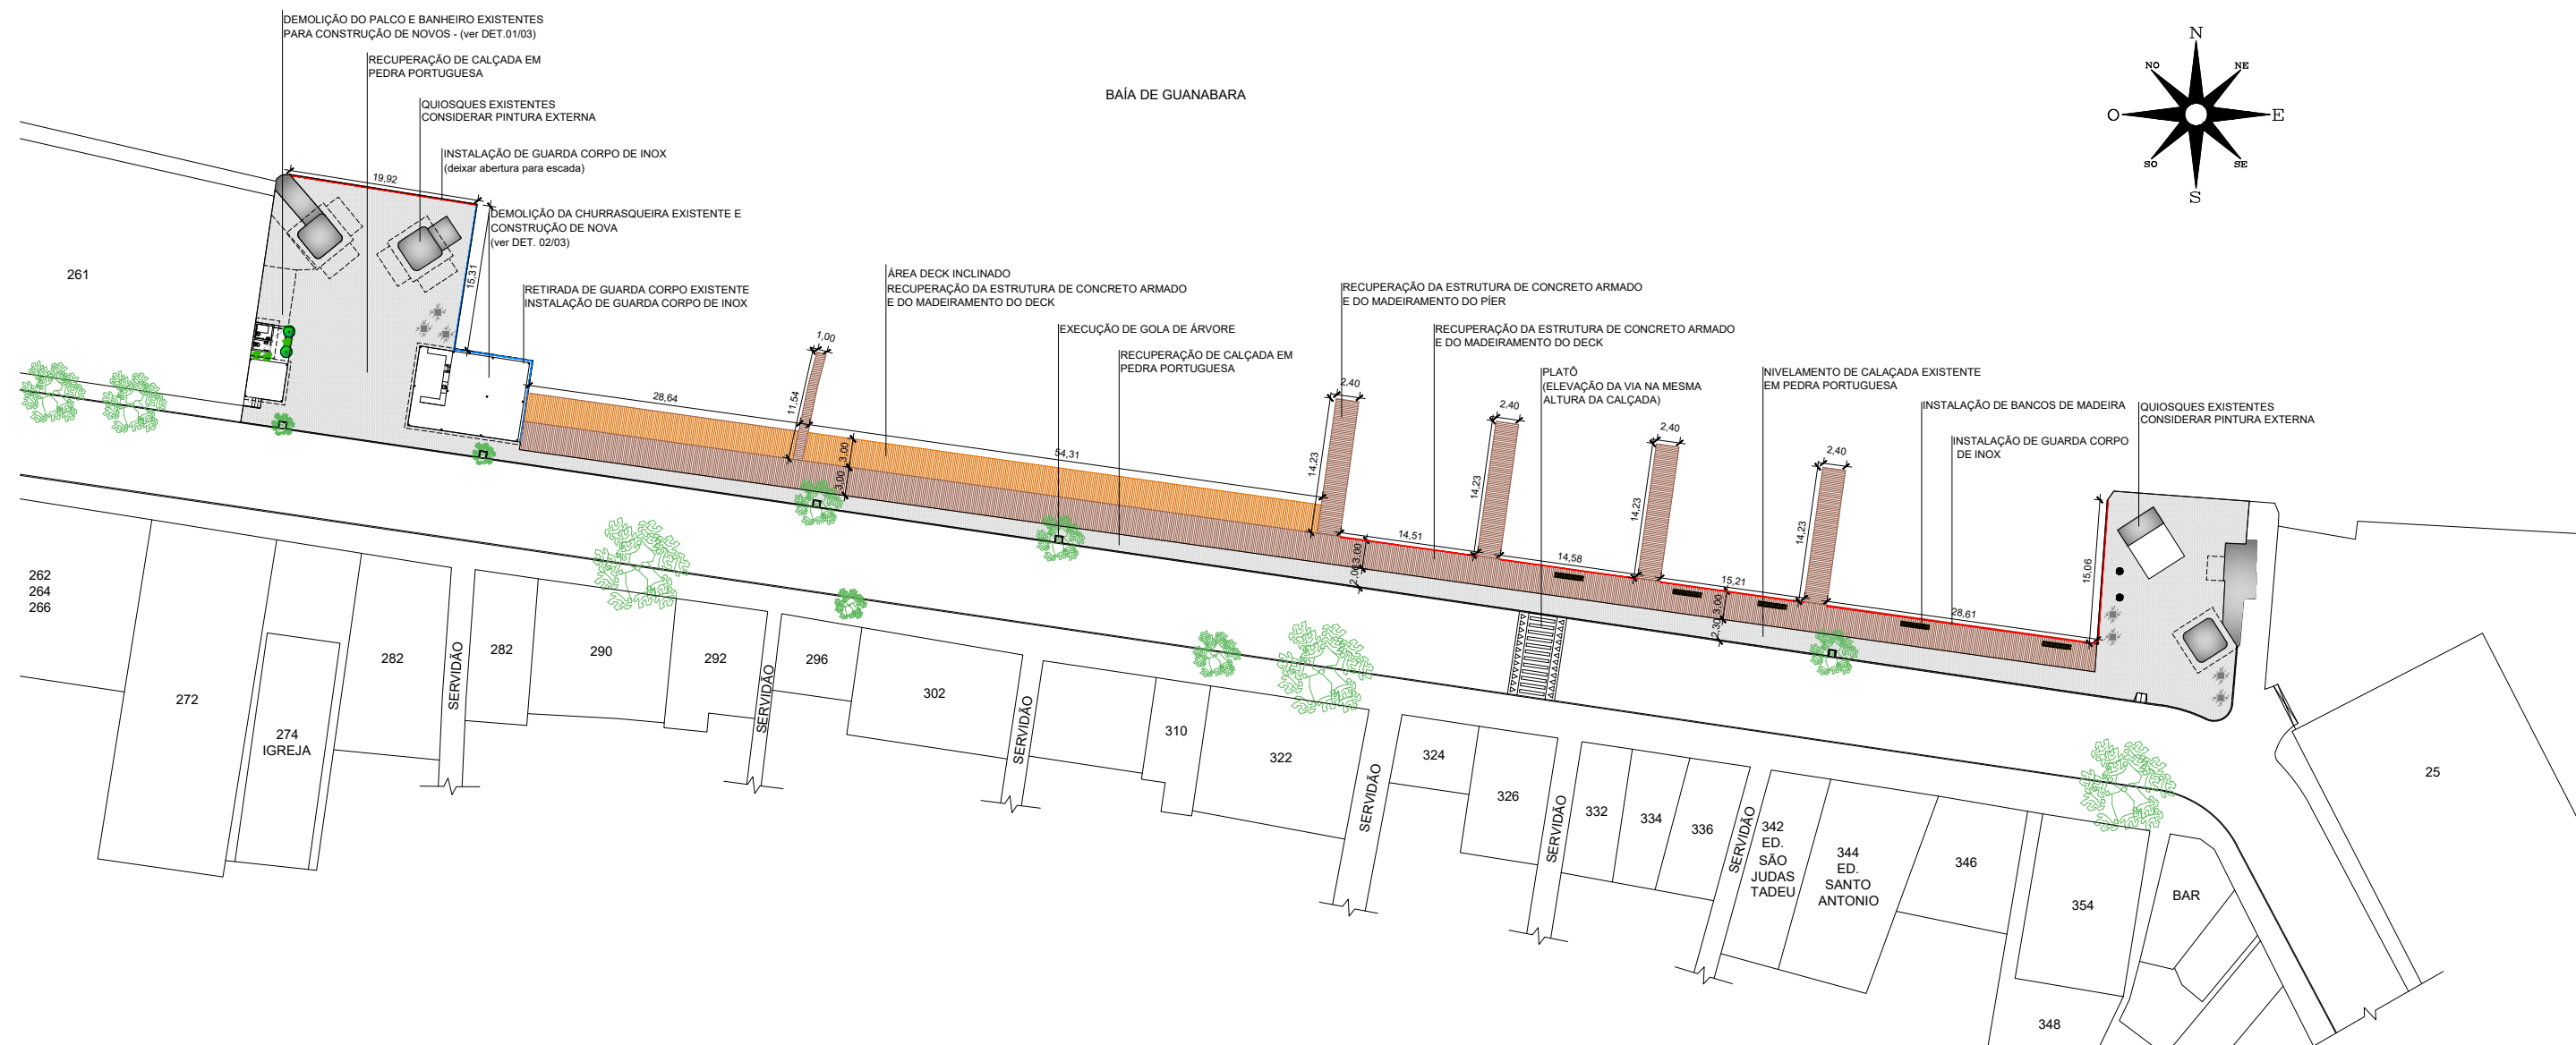 DEMOLIÇÃO DO PALCO E BANHEIRO EXISTENTES
PARA CONSTRUÇÃO DE NOVOS - (ver DET.01/03)
RECUPERAÇÃO DE CALÇADA EM
PEDRA PORTUGUESA
QUIOSQUES EXISTENTES
CONSIDERAR PINTURA EXTERNA
INSTALAÇÃO DE GUARDA CORPO DE INOX
(deixar abertura para escada)
DEMOLIÇÃO DA CHURRASQUEIRA EXISTENTE E
CONSTRUÇÃO DE NOVA
(ver DET. 02/03)
RETIRADA DE GUARDA CORPO EXISTENTE
INSTALAÇÃO DE GUARDA CORPO DE INOX
ÁREA DECK INCLINADO
RECUPERAÇÃO DA ESTRUTURA DE CONCRETO ARMADO
E DO MADEIRAMENTO DO DECK
EXECUÇÃO DE GOLA DE ÁRVORE
RECUPERAÇÃO DE CALÇADA EM
PEDRA PORTUGUESA
BAÍA DE GUANABARA
RECUPERAÇÃO DA ESTRUTURA DE CONCRETO ARMADO
E DO MADEIRAMENTO DO PÍER
RECUPERAÇÃO DA ESTRUTURA DE CONCRETO ARMADO
E DO MADEIRAMENTO DO DECK
PLATÔ
(ELEVAÇÃO DA VIA NA MESMA
ALTURA DA CALÇADA)
NIVELAMENTO DE CALAÇADA EXISTENTE
EM PEDRA PORTUGUESA
INSTALAÇÃO DE BANCOS DE MADEIRA
INSTALAÇÃO DE GUARDA CORPO
DE INOX
QUIOSQUES EXISTENTES
CONSIDERAR PINTURA EXTERNA
N
NO
NE
O
E
SO
SE
S
19,92
15,31
28,64
1,00
11,54
3,00
3,00
54,31
2,40
14,23
14,51
3,00
2,00
2,40
14,23
14,58
2,40
14,23
15,21
3,00
2,30
2,40
14,23
28,61
15,06
261
262
264
266
272
274
IGREJA
282
SERVIDÃO
282
290
292
SERVIDÃO
296
302
SERVIDÃO
310
322
SERVIDÃO
324
326
SERVIDÃO
332
334
336
SERVIDÃO
342
ED.
SÃO
JUDAS
TADEU
344
ED.
SANTO
ANTONIO
346
354
348
BAR
25